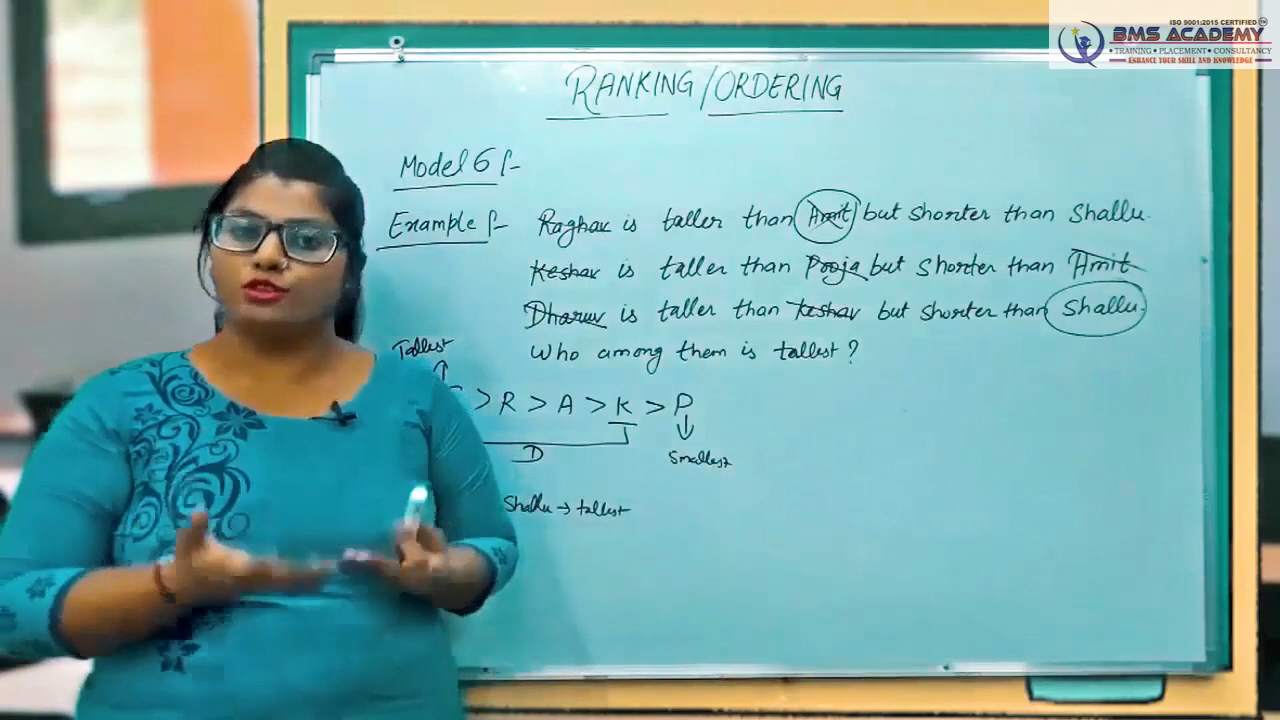 ISO 9001:2015 CERTIFIED TM
BMS ACADEMY
• TRAINING • PLACEMENT • CONSULTANCY
ENHANCE YOUR SKILL AND KNOWLEDGE
RANKING/ORDERING
Model 6 :-
Example :- Raghav is taller than Amit but shorter than Shallu.
Keshav is taller than Pooja but shorter than Amit
Dharuv is taller than Keshav but shorter than Shallu.
Who among them is tallest?
Tallest
> R > A > K > P
D
Smallest
Shallu → tallest